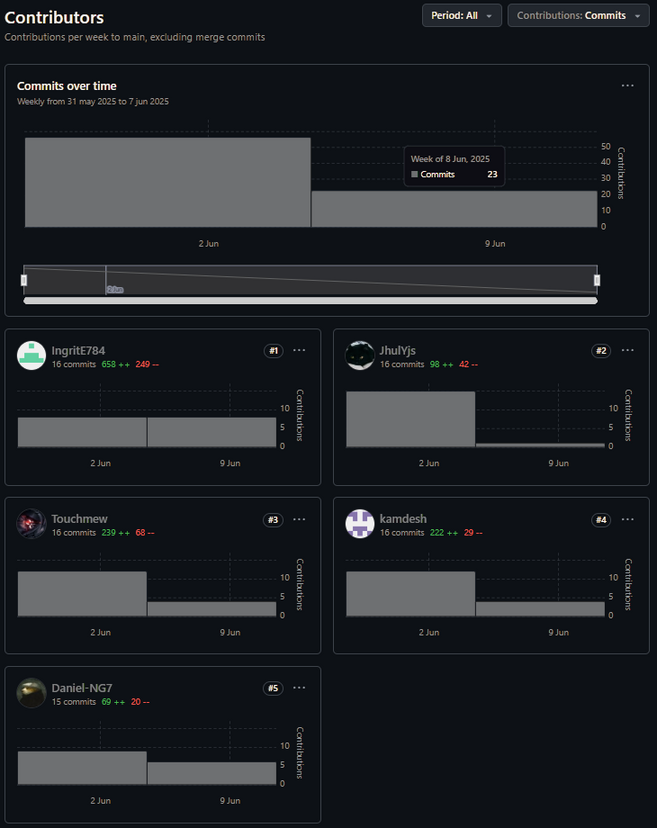 Contributors
Period: All
Contributions: Commits
Contributions per week to main, excluding merge commits
Commits over time
Weekly from 31 may 2025 to 7 jun 2025
Week of 8 Jun, 2025
Commits 23
50
40
30
20
10
0
Contributions
2 Jun
9 Jun
IngritE784
#1
16 commits 658 ++ 249 --
10
5
0
Contributions
2 Jun
9 Jun
JhulYjs
#2
16 commits 98 ++ 42 --
10
5
0
Contributions
2 Jun
9 Jun
Touchmew
#3
16 commits 239 ++ 68 --
10
5
0
Contributions
2 Jun
9 Jun
kamdesh
#4
16 commits 222 ++ 29 --
10
5
0
Contributions
2 Jun
9 Jun
Daniel-NG7
#5
15 commits 69 ++ 20 --
10
5
0
Contributions
2 Jun
9 Jun